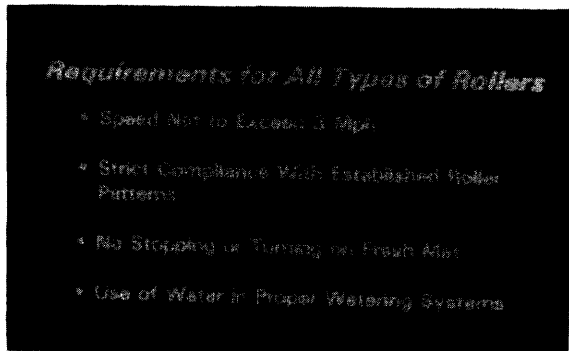 Requirements for All Types of Rollers
• Speed Not to Exceed 3 Mph
• Strict Compliance With Established Roller
Patterns
• No Stopping or Turning on Fresh Mat
• Use of Water in Proper Watering Systems